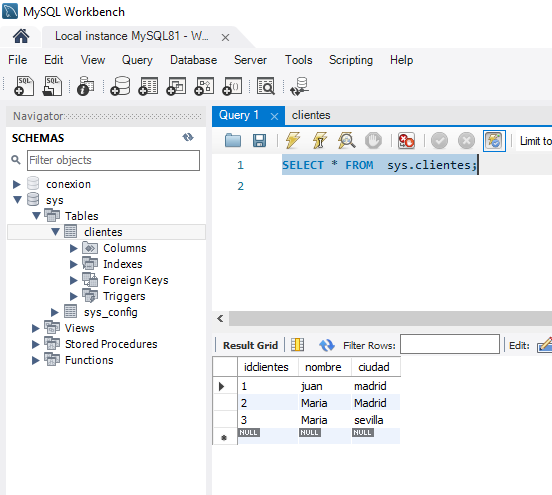 MySQL Workbench
Local instance MySQL81 - W... ×
File Edit View Query Database Server Tools Scripting Help
Navigator
SCHEMAS
Filter objects
conexion
sys
Tables
clientes
Columns
Indexes
Foreign Keys
Triggers
sys_config
Views
Stored Procedures
Functions
Query 1 × clientes
Limit to
1 SELECT * FROM sys.clientes;
2
Result Grid Filter Rows: Edit:
idclientes nombre ciudad
1 juan madrid
2 Maria Madrid
3 Maria sevilla
NULL NULL NULL